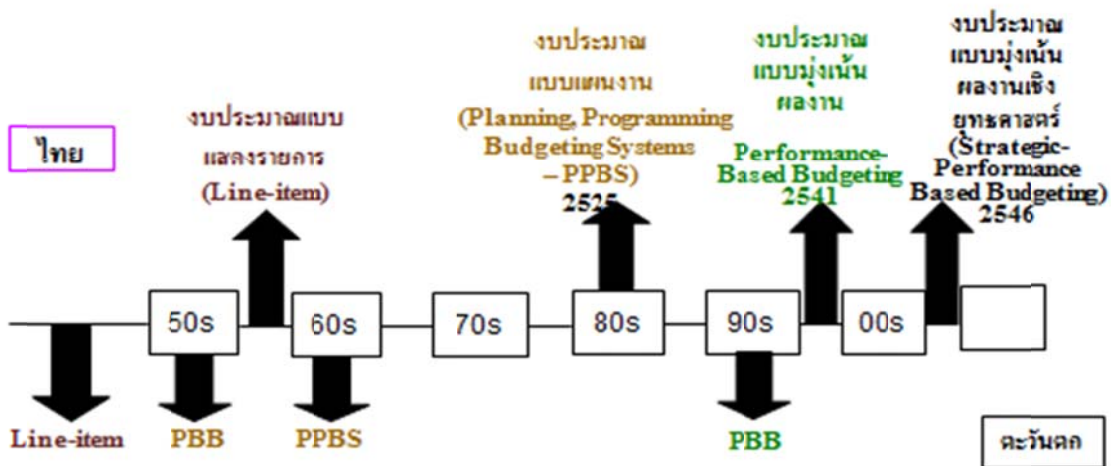 ไทย
งบประมาณแบบ
แสดงรายการ
(Line-item)
งบประมาณ
แบบแผนงาน
(Planning, Programming
Budgeting Systems
– PPBS)
2525
งบประมาณ
แบบมุ่งเน้น
ผลงาน
Performance-
Based Budgeting
2541
งบประมาณ
แบบมุ่งเน้น
ผลงานเชิง
ยุทธศาสตร์
(Strategic-
Performance
Based Budgeting)
2546
50s
60s
70s
80s
90s
00s
Line-item
PBB
PPBS
PBB
ตะวันตก